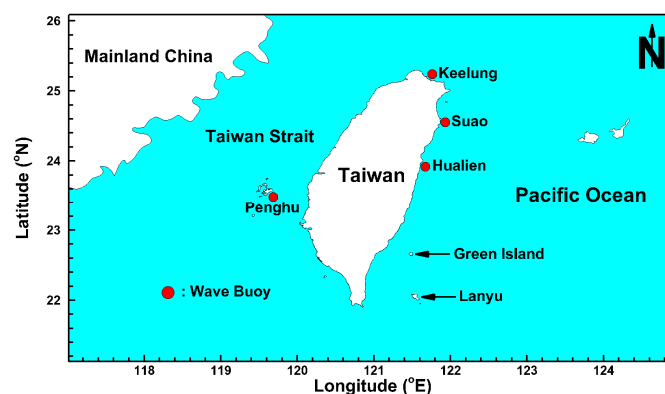 26
25
24
23
22
Latitude (°N)
Mainland China
N
Keelung
Suao
Taiwan Strait
Hualien
Taiwan
Pacific Ocean
Penghu
Green Island
: Wave Buoy
Lanyu
118 119 120 121 122 123 124
Longitude (°E)